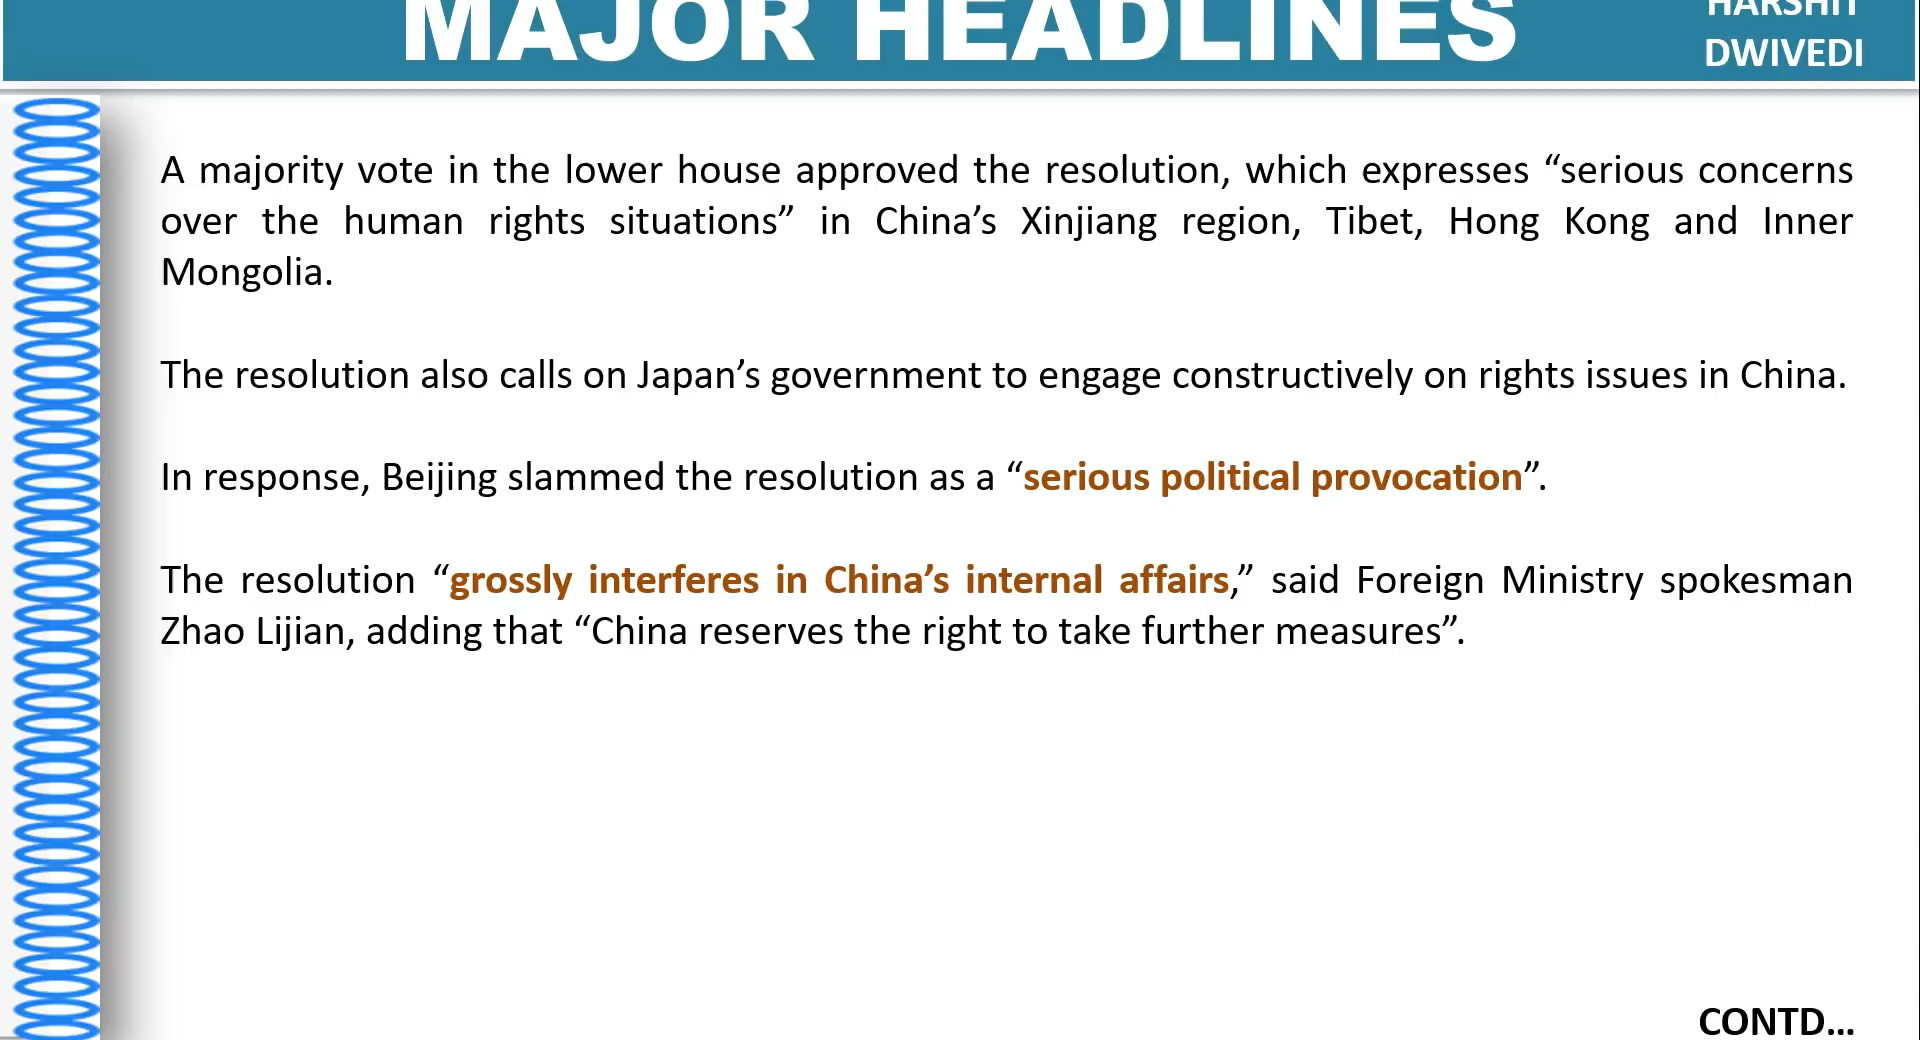 MAJOR HEADLINES
HARSHIT
DWIVEDI
A majority vote in the lower house approved the resolution, which expresses “serious concerns
over the human rights situations” in China’s Xinjiang region, Tibet, Hong Kong and Inner
Mongolia.
The resolution also calls on Japan’s government to engage constructively on rights issues in China.
In response, Beijing slammed the resolution as a “serious political provocation”.
The resolution “grossly interferes in China’s internal affairs,” said Foreign Ministry spokesman
Zhao Lijian, adding that “China reserves the right to take further measures”.
CONTD...